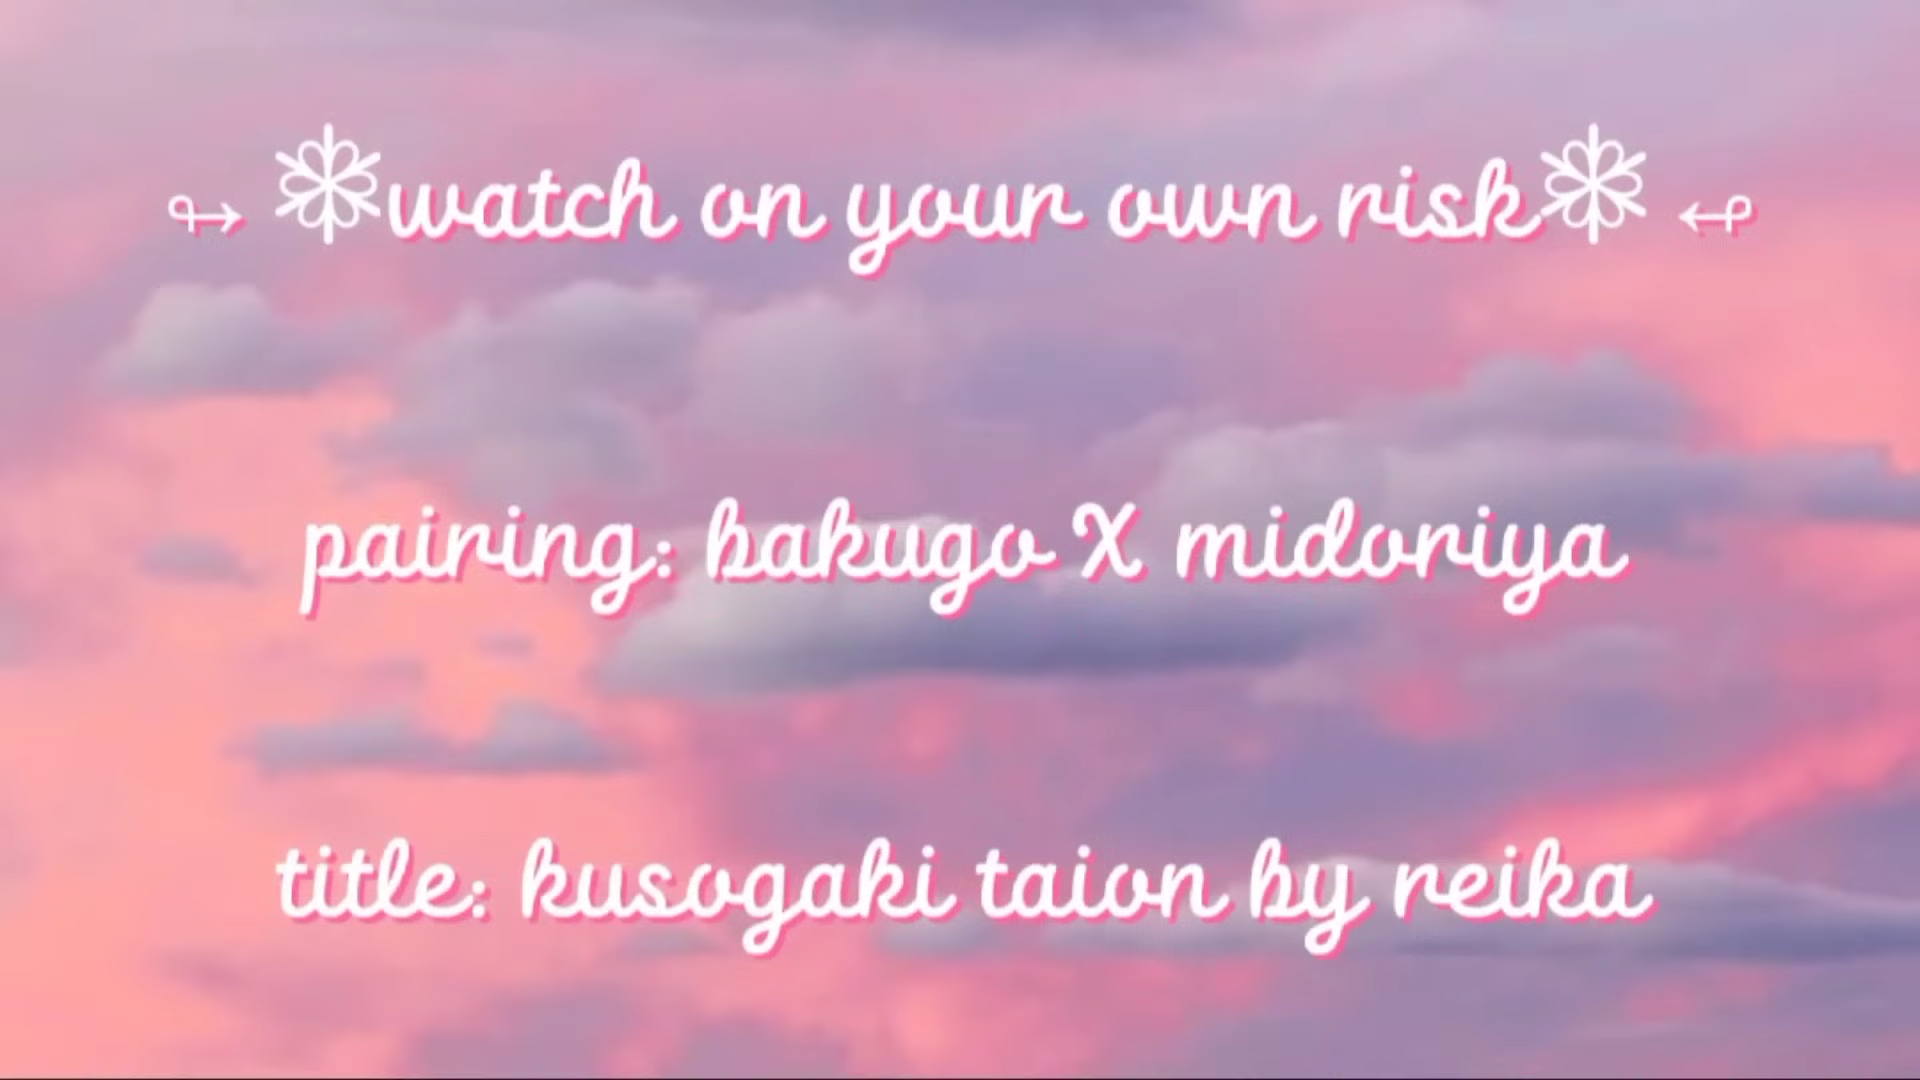 ↬ ❃watch on your own risk❃ ↫
pairing: bakugo X midoriya
title: kusogaki taion by reika